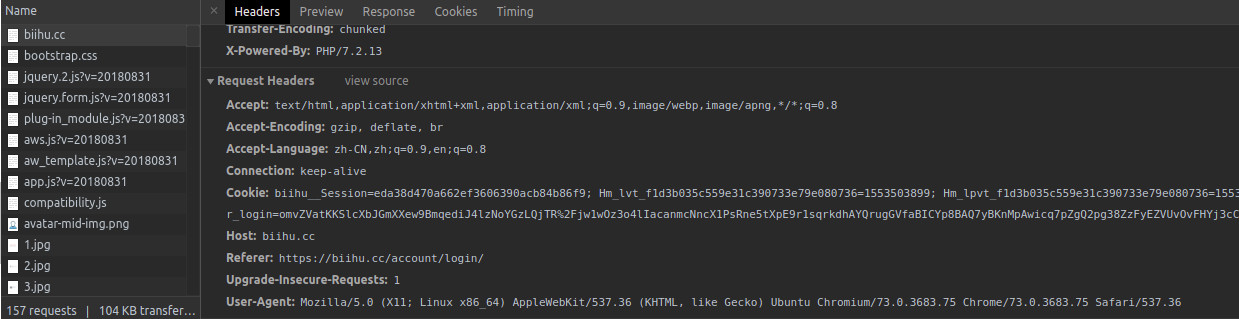 Name
biihu.cc
bootstrap.css
jquery.2.js?v=20180831
jquery.form.js?v=20180831
plug-in_module.js?v=2018083
aws.js?v=20180831
aw_template.js?v=20180831
app.js?v=20180831
compatibility.js
avatar-mid-img.png
1.jpg
2.jpg
3.jpg
157 requests | 104 KB transfer...
× Headers Preview Response Cookies Timing
Transfer-Encoding: chunked
X-Powered-By: PHP/7.2.13
Request Headers view source
Accept: text/html,application/xhtml+xml,application/xml;q=0.9,image/webp,image/apng,*/*;q=0.8
Accept-Encoding: gzip, deflate, br
Accept-Language: zh-CN,zh;q=0.9,en;q=0.8
Connection: keep-alive
Cookie: biihu__Session=eda38d470a662ef3606390acb84b86f9; Hm_lvt_f1d3b035c559e31c390733e79e080736=1553503899; Hm_lpvt_f1d3b035c559e31c390733e79e080736=1553
r_login=omvZVatKKSlcXbJGmXXew9BmqediJ4lzNoYGzLQjTR%2Fjw1wOz3o4lIacanmcNncX1PsRne5tXpE9r1sqrkdhAYQrugGVfaBICYp8BAQ7yBKnMpAwicq7pZgQ2pg38ZzFyEZVUvOvFHYj3cC
Host: biihu.cc
Referer: https://biihu.cc/account/login/
Upgrade-Insecure-Requests: 1
User-Agent: Mozilla/5.0 (X11; Linux x86_64) AppleWebKit/537.36 (KHTML, like Gecko) Ubuntu Chromium/73.0.3683.75 Chrome/73.0.3683.75 Safari/537.36